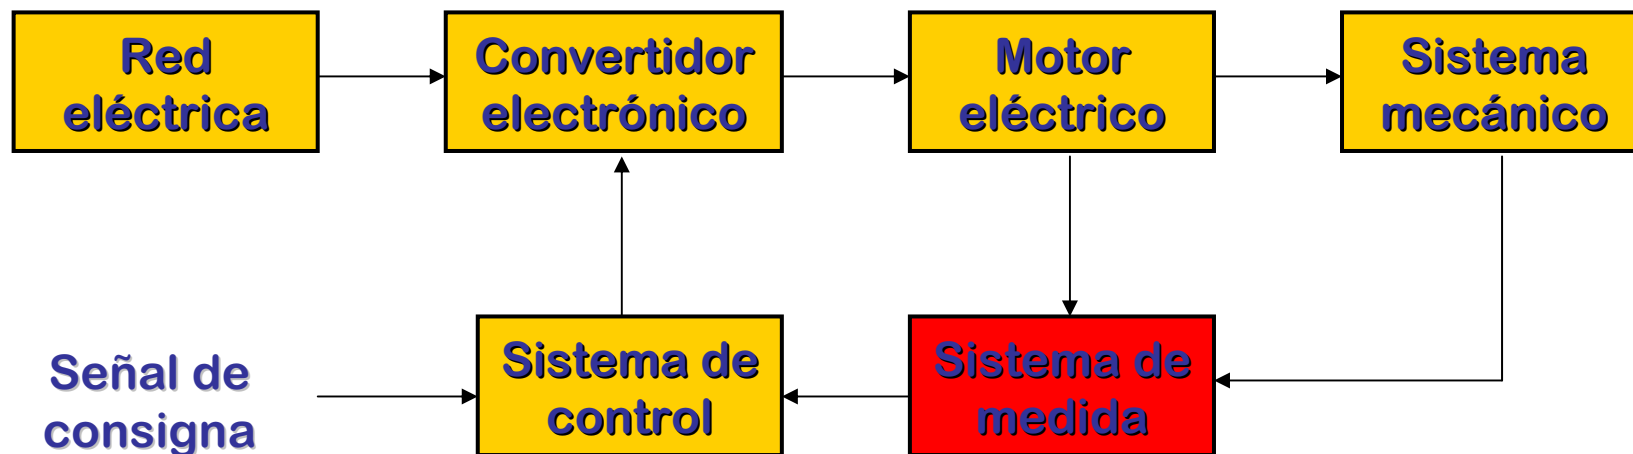 Red
eléctrica
Convertidor
electrónico
Motor
eléctrico
Sistema
mecánico
Señal de
consigna
Sistema de
control
Sistema de
medida